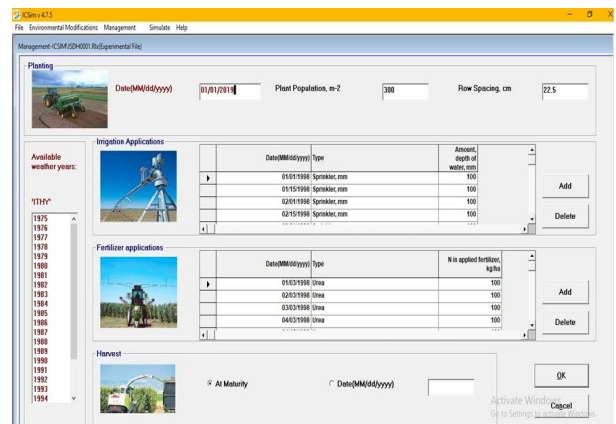 ICSim v 4.7.5
File Environmental Modifications Management Simulate Help
Management-ICSIM\ISDH0001.Rlx(Experimental File)
Planting
Date(MM/dd/yyyy) 01/01/2019 Plant Population, m-2 300 Row Spacing, cm 22.5
Available weather years:
"ITHY"
1975
1976
1977
1978
1979
1980
1981
1982
1983
1984
1985
1986
1987
1988
1989
1990
1991
1992
1993
1994
Irrigation Applications
Date(MM/dd/yyyy) Type Amount, depth of water, mm
01/01/1998 Sprinkler, mm 100
01/15/1998 Sprinkler, mm 100
02/01/1998 Sprinkler, mm 100
02/15/1998 Sprinkler, mm 100
Add
Delete
Fertilizer applications
Date(MM/dd/yyyy) Type N in applied fertilizer, kg/ha
01/03/1998 Urea 100
02/03/1998 Urea 100
03/03/1998 Urea 100
04/03/1998 Urea 100
Add
Delete
Harvest
At Maturity Date(MM/dd/yyyy)
OK
Cancel
Activate Windows
Go to Settings to activate Windows.